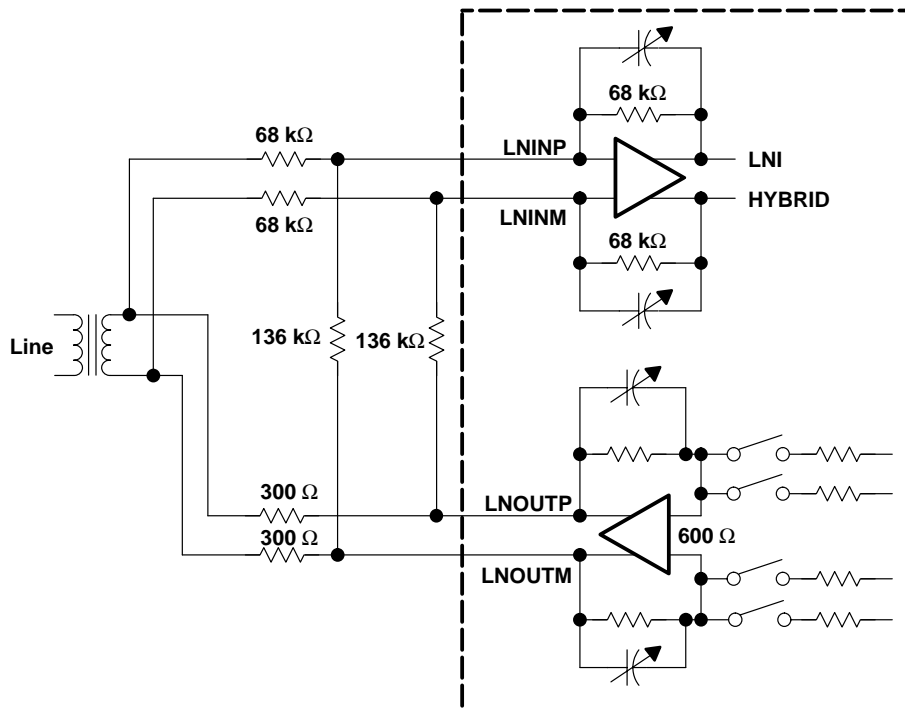 68 kΩ
68 kΩ
LNINP
LNI
68 kΩ
LNINM
HYBRID
68 kΩ
Line
136 kΩ
136 kΩ
300 Ω
LNOUTP
300 Ω
600 Ω
LNOUTM